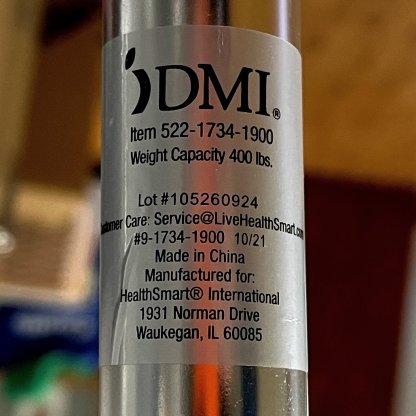 DMI®
Item 522-1734-1900
Weight Capacity 400 lbs.
Lot #105260924
Customer Care: Service@LiveHealthSmart.com
#9-1734-1900 10/21
Made in China
Manufactured for:
HealthSmart® International
1931 Norman Drive
Waukegan, IL 60085